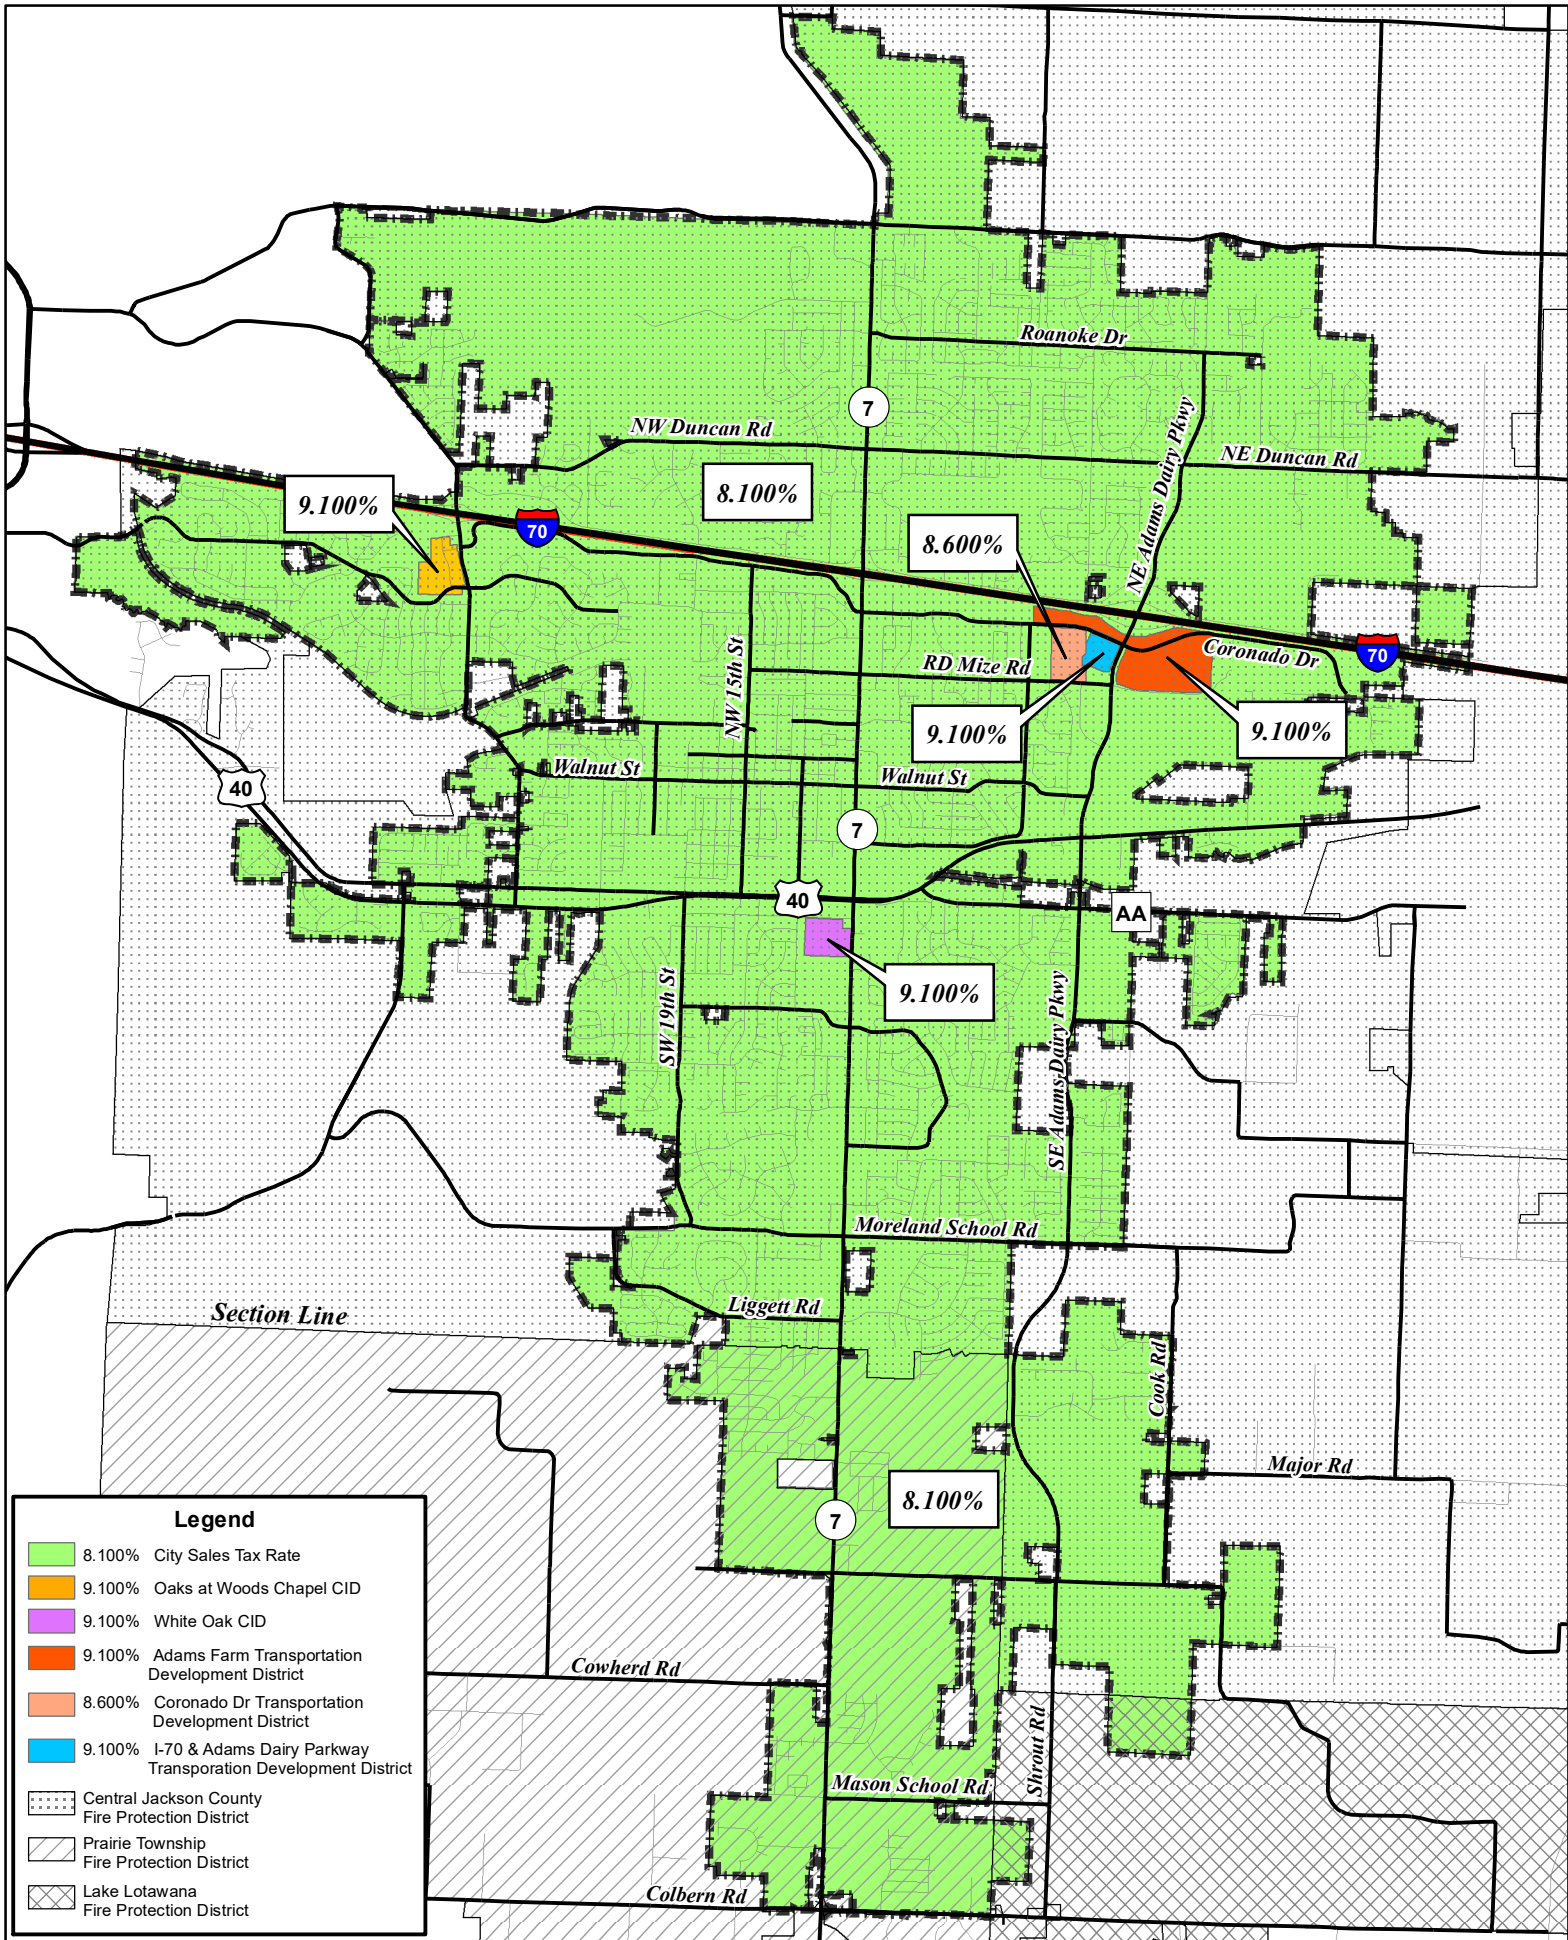 Roanoke Dr
7
NW Duncan Rd
NE Adams Dairy Pkwy
NE Duncan Rd
8.100%
9.100%
70
8.600%
NW 15th St
RD Mize Rd
Coronado Dr
70
9.100%
9.100%
Walnut St
Walnut St
40
7
40
AA
9.100%
SW 19th St
SE Adams Dairy Pkwy
Moreland School Rd
Section Line
Liggett Rd
Cook Rd
Major Rd
8.100%
7
Cowherd Rd
Shrout Rd
Mason School Rd
Colbern Rd
Legend
8.100% City Sales Tax Rate
9.100% Oaks at Woods Chapel CID
9.100% White Oak CID
9.100% Adams Farm Transportation
Development District
8.600% Coronado Dr Transportation
Development District
9.100% I-70 & Adams Dairy Parkway
Transporation Development District
Central Jackson County
Fire Protection District
Prairie Township
Fire Protection District
Lake Lotawana
Fire Protection District